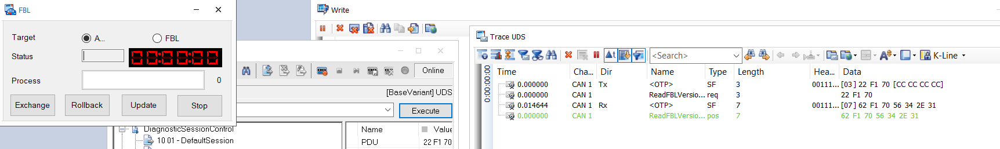 FBL
Target
A...
FBL
Status
00:00:00
Process
0
Exchange
Rollback
Update
Stop
Online
[BaseVariant] UDS
Execute
DiagnosticSessionControl
10 01 - DefaultSession
Name
Value
PDU
22 F1 70
Write
Trace UDS
<Search>
K-Line
0:00:00:00
Time Cha... Dir Name Type Length Hea... Data
0.000000 CAN 1 Tx <OTP> SF 3 00111... [03] 22 F1 70 [CC CC CC CC]
0.000000 CAN 1 ReadFBLVersio... req 3 22 F1 70
0.014644 CAN 1 Rx <OTP> SF 7 00111... [07] 62 F1 70 56 34 2E 31
0.000000 CAN 1 ReadFBLVersio... pos 7 62 F1 70 56 34 2E 31